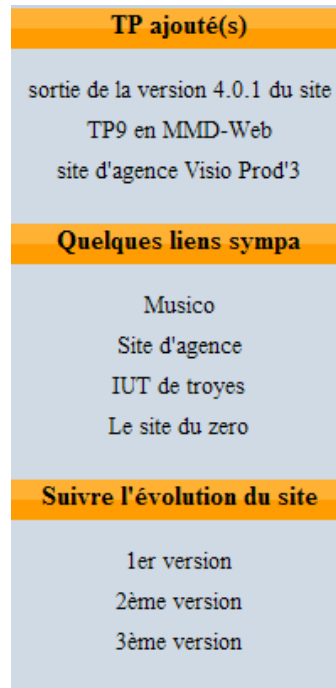 TP ajouté(s)
sortie de la version 4.0.1 du site
TP9 en MMD-Web
site d'agence Visio Prod'3
Quelques liens sympa
Musico
Site d'agence
IUT de troyes
Le site du zero
Suivre l'évolution du site
1er version
2ème version
3ème version